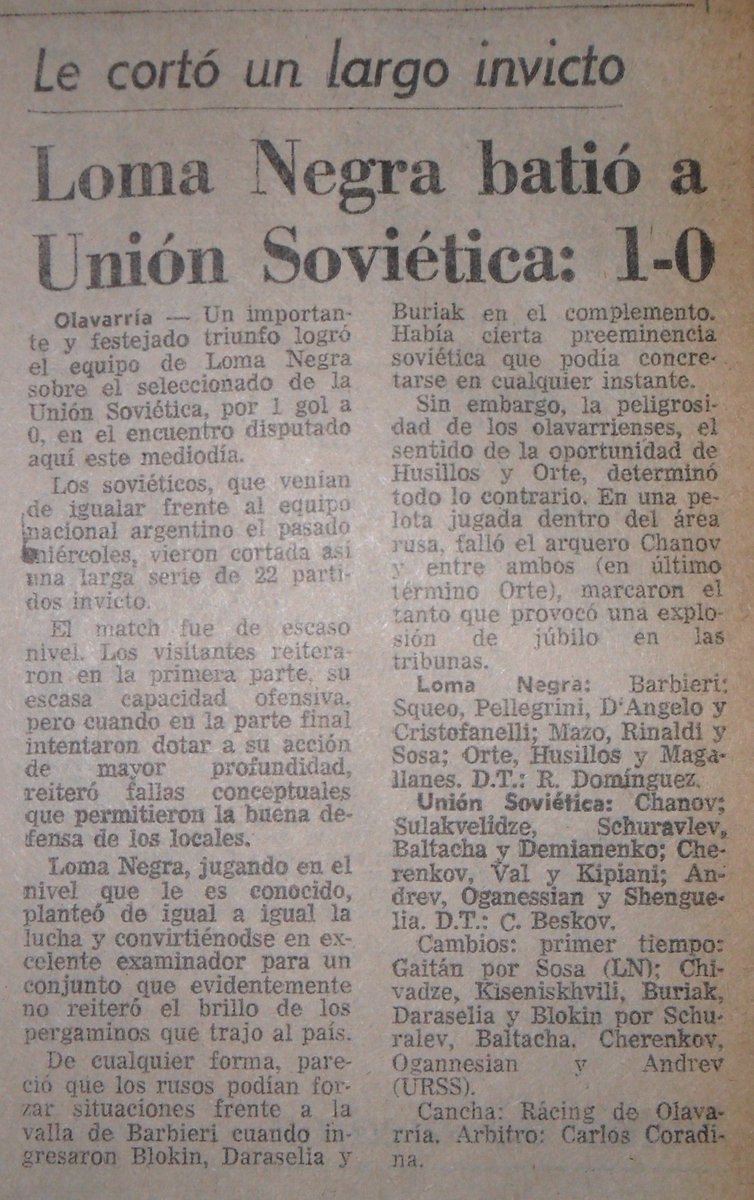 Le cortó un largo invicto
Loma Negra batió a
Unión Soviética: 1-0
Olavarría — Un importan-
te y festejado triunfo logró
el equipo de Loma Negra
sobre el seleccionado de la
Unión Soviética, por 1 gol a
0, en el encuentro disputado
aquí este mediodía.
Los soviéticos, que venían
de igualar frente al equipo
nacional argentino el pasado
miércoles, vieron cortada así
una larga serie de 22 parti-
dos invicto.
El match fue de escaso
nivel. Los visitantes reitera-
ron en la primera parte, su
escasa capacidad ofensiva,
pero cuando en la parte final
intentaron dotar a su acción
de mayor profundidad,
reiteró fallas conceptuales
que permitieron la buena de-
fensa de los locales.
Loma Negra, jugando en el
nivel que le es conocido,
planteó de igual a igual la
lucha y convirtiénodse en ex-
celente examinador para un
conjunto que evidentemente
no reiteró el brillo de los
pergaminos que trajo al país.
De cualquier forma, pare-
ció que los rusos podían for-
zar situaciones frente a la
valla de Barbieri cuando in-
gresaron Blokin, Daraselia y
Buriak en el complemento.
Había cierta preeminencia
soviética que podía concre-
tarse en cualquier instante.
Sin embargo, la peligrosi-
dad de los olavarrienses, el
sentido de la oportunidad de
Husillos y Orte, determinó
todo lo contrario. En una pe-
lota jugada dentro del área
rusa, falló el arquero Chanov
y entre ambos (en último
término Orte), marcaron el
tanto que provocó una explo-
sión de júbilo en las
tribunas.
Loma Negra: Barbieri;
Squeo, Pellegrini, D'Angelo y
Cristofanelli; Mazo, Rinaldi y
Sosa; Orte, Husillos y Maga-
llanes. D.T.: R. Domínguez.
Unión Soviética: Chanov;
Sulakvelidze, Schuravlev,
Baltacha y Demianenko; Che-
renkov, Val y Kipiani; An-
drev, Oganessian y Shengue-
lia. D.T.: C. Beskov.
Cambios: primer tiempo:
Gaitán por Sosa (LN); Chi-
vadze, Kiseniskhvili, Buriak,
Daraselia y Blokin por Schu-
ralev, Baltacha. Cherenkov,
Ogannesian y Andrev
(URSS).
Cancha: Rácing de Olava-
rría. Arbitro: Carlos Coradi-
na.